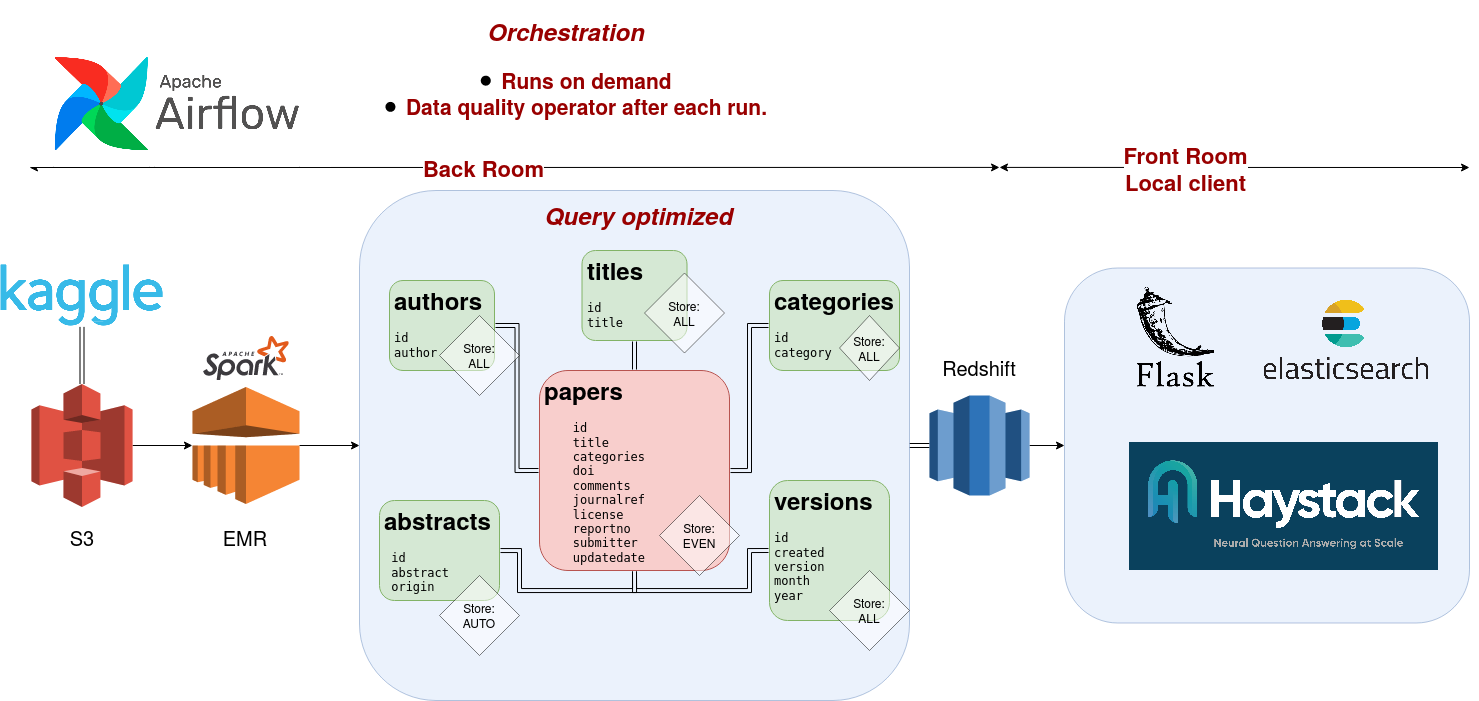 Orchestration
Runs on demand
Data quality operator after each run.
Apache
Airflow
Back Room
Front Room
Local client
Query optimized
kaggle
authors
id
author
Store:
ALL
titles
id
title
Store:
ALL
categories
id
category
Store:
ALL
APACHE
Spark
S3
EMR
papers
id
title
categories
doi
comments
journalref
license
reportno
submitter
updatedate
Store:
EVEN
abstracts
id
abstract
origin
Store:
AUTO
versions
id
created
version
month
year
Store:
ALL
Redshift
Flask
elasticsearch
Haystack
Neural Question Answering at Scale